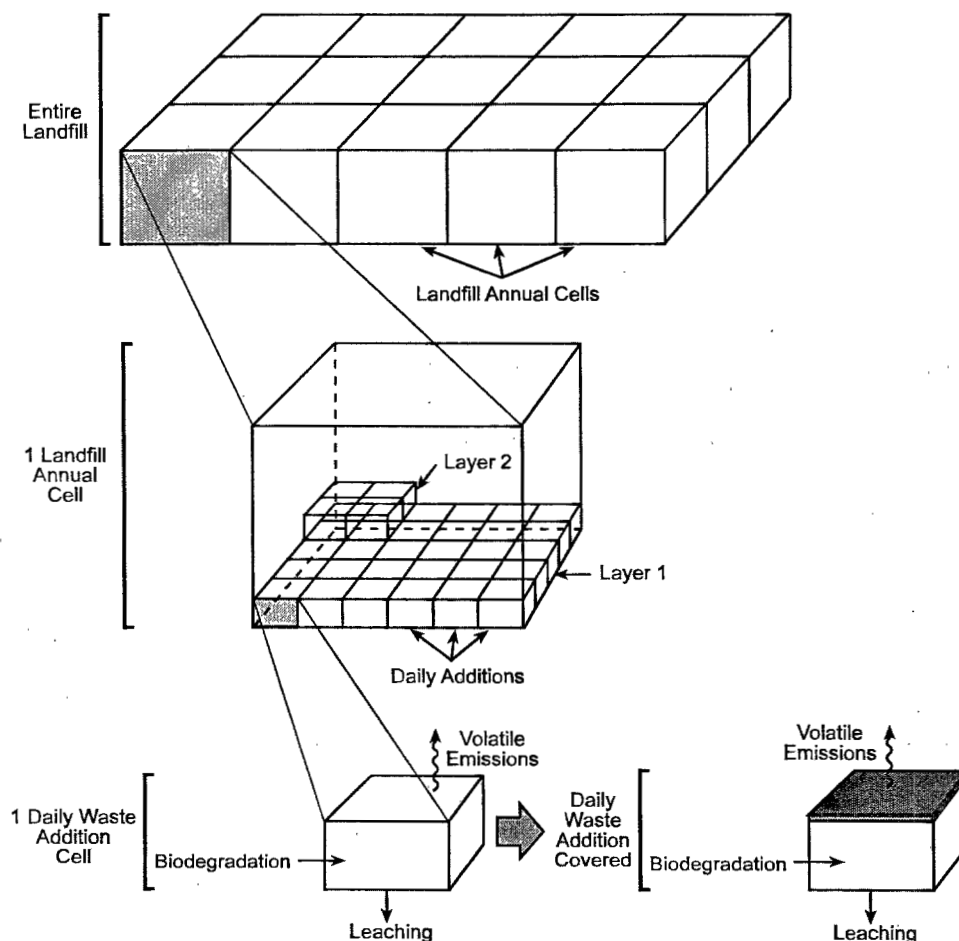 Entire
Landfill
Landfill Annual Cells
1 Landfill
Annual
Cell
Layer 2
Layer 1
Daily Additions
1 Daily Waste
Addition
Cell
Volatile
Emissions
Biodegradation
Leaching
Daily
Waste
Addition
Covered
Volatile
Emissions
Biodegradation
Leaching